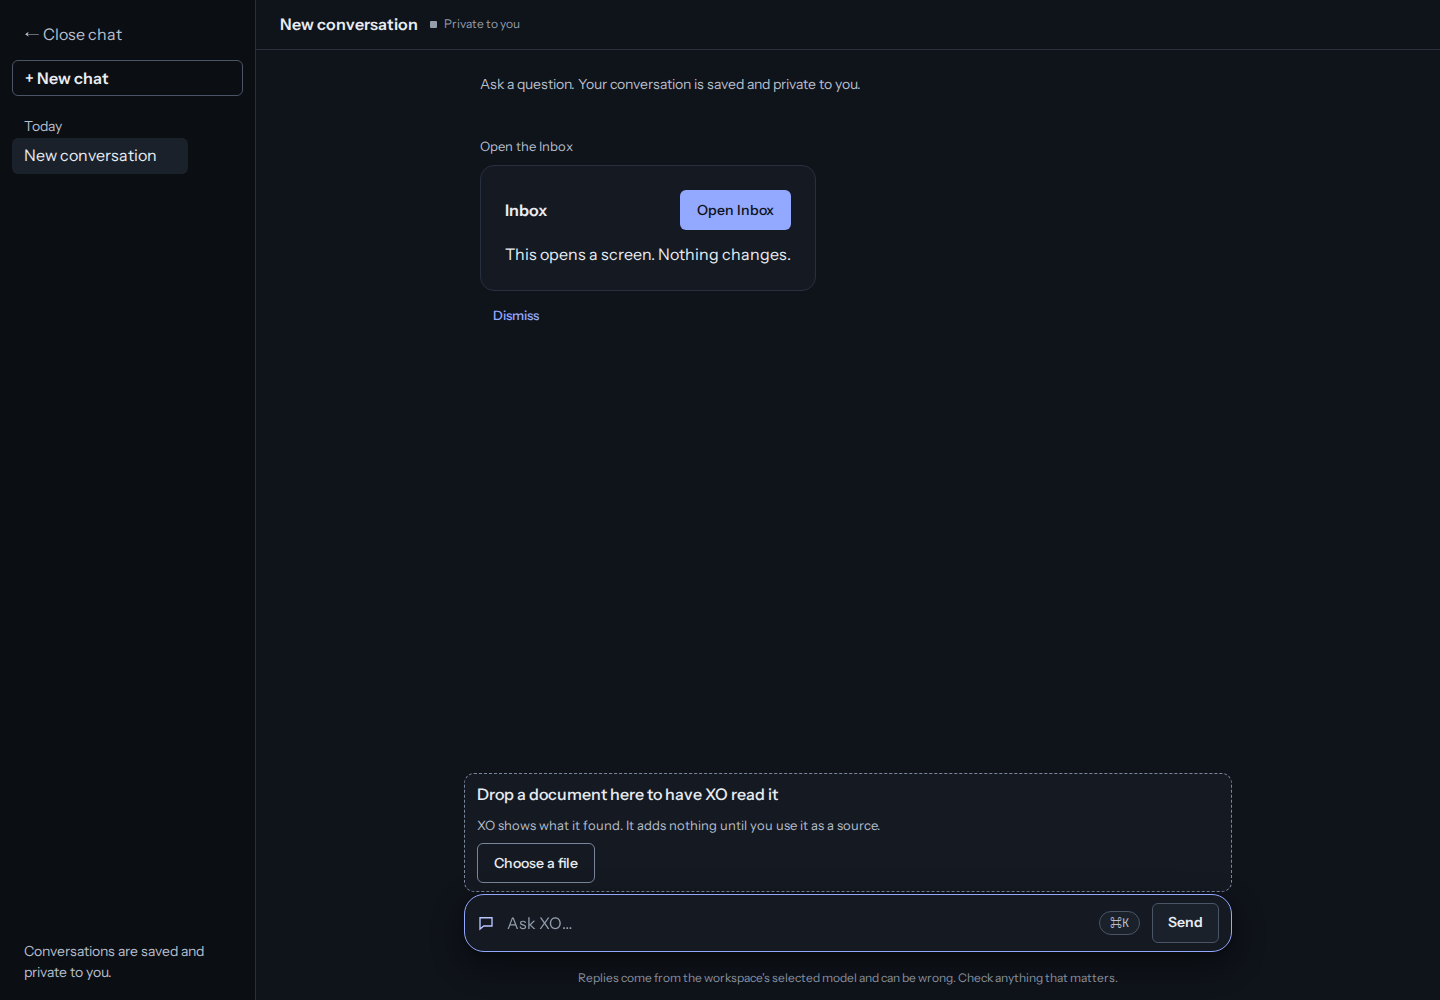 ← Close chat
+ New chat
Today
New conversation
Conversations are saved and
private to you.
New conversation
Private to you
Ask a question. Your conversation is saved and private to you.
Open the Inbox
Inbox
Open Inbox
This opens a screen. Nothing changes.
Dismiss
Drop a document here to have XO read it
XO shows what it found. It adds nothing until you use it as a source.
Choose a file
Ask XO...
⌘K
Send
Replies come from the workspace's selected model and can be wrong. Check anything that matters.